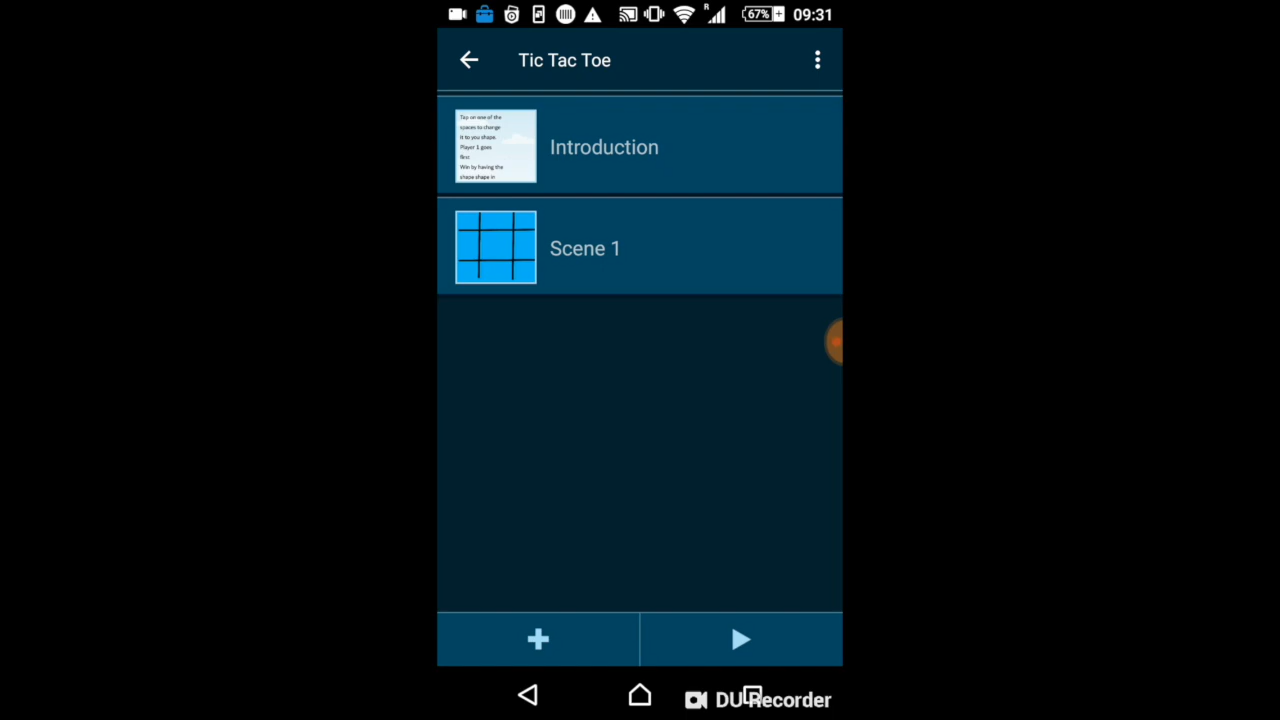 R
67%
09:31
Tic Tac Toe
Tap on one of the
spaces to change
it to you shape.
Player 1 goes
first
Win by having the
shape shape in
Introduction
Scene 1
DU Recorder